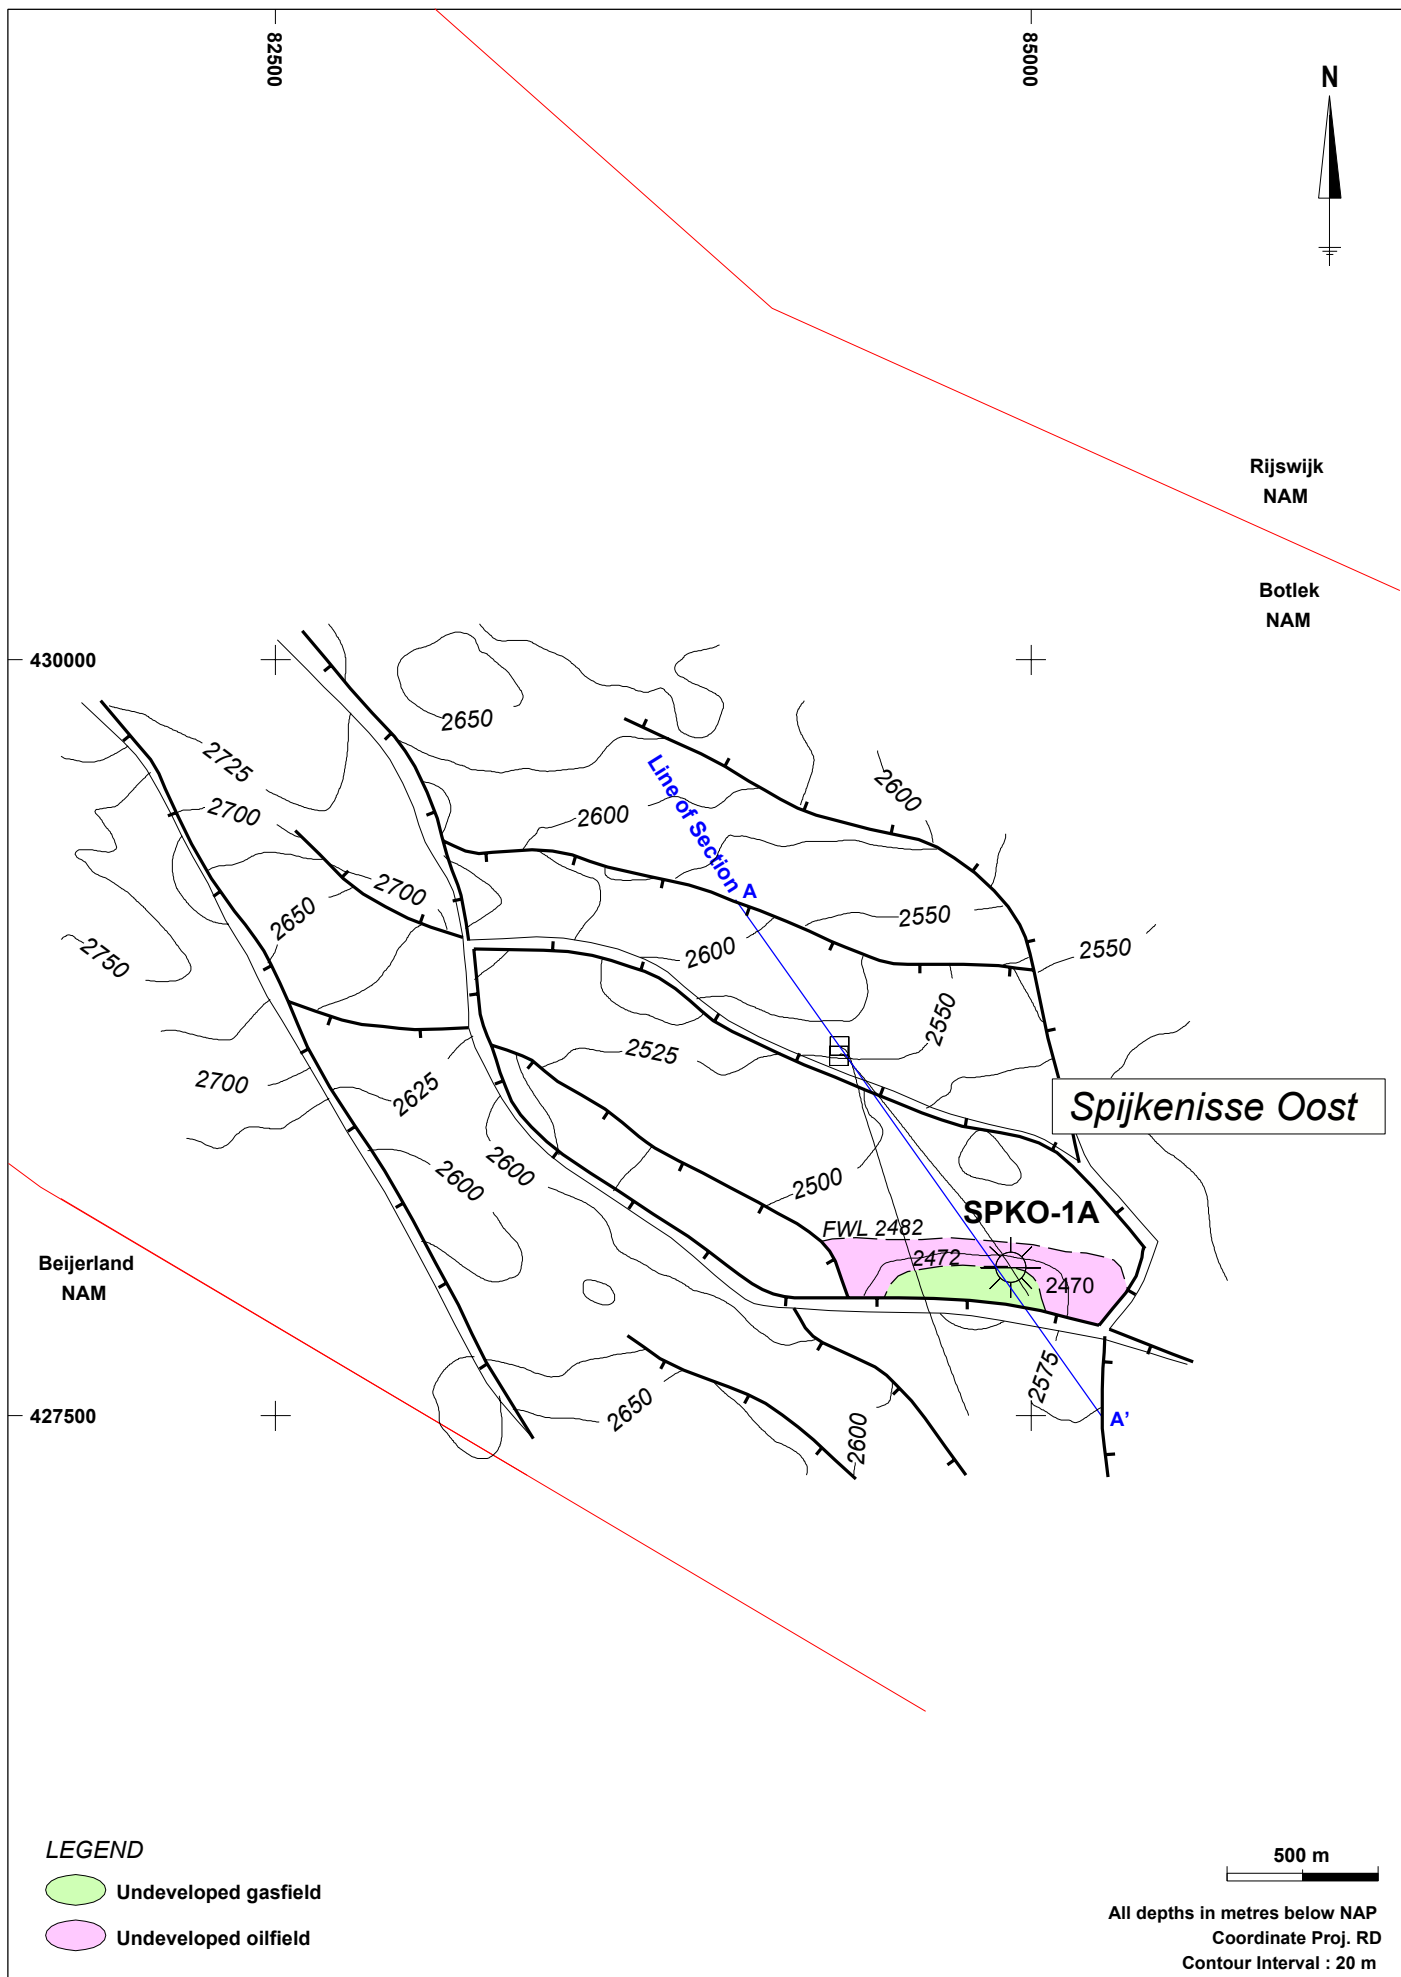 82500
85000
N
Rijswijk
NAM
Botlek
NAM
430000
2650
2725
2600
2700
2600
Line of Section
A
2700
2650
2550
2550
2750
2600
2550
2525
2700
2625
Spijkenisse Oost
2600
2600
2500
SPKO-1A
FWL 2482
2472
2470
Beijerland
NAM
2575
2650
2600
427500
A'
LEGEND
Undeveloped gasfield
Undeveloped oilfield
500 m
All depths in metres below NAP
Coordinate Proj. RD
Contour Interval : 20 m